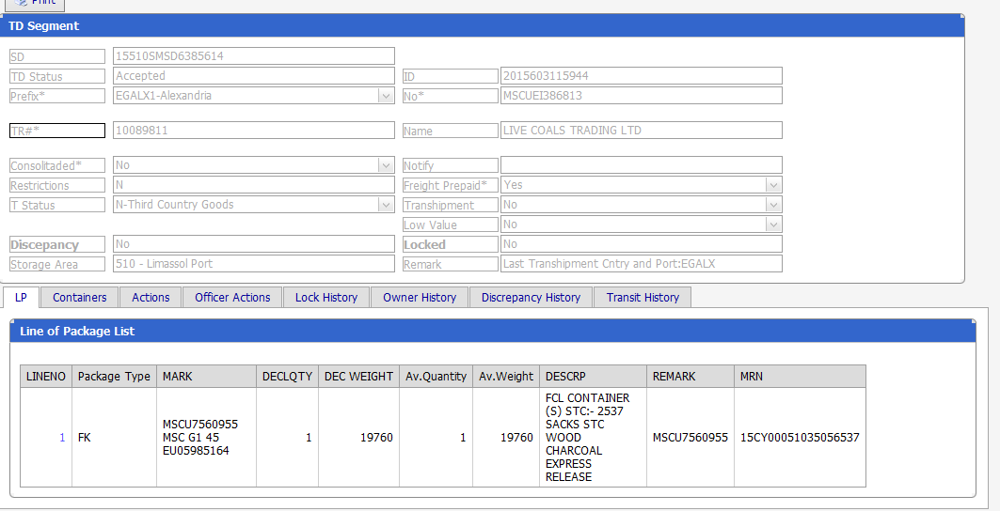 Print
TD Segment
SD 15510SMSD6385614
TD Status Accepted ID 2015603115944
Prefix* EGALX1-Alexandria No* MSCUEI386813
TR#* 10089811 Name LIVE COALS TRADING LTD
Consolitaded* No Notify
Restrictions N Freight Prepaid* Yes
T Status N-Third Country Goods Transhipment No
Low Value No
Discepancy No Locked No
Storage Area 510 - Limassol Port Remark Last Transhipment Cntry and Port:EGALX
LP Containers Actions Officer Actions Lock History Owner History Discrepancy History Transit History
Line of Package List
LINENO Package Type MARK DECLQTY DEC WEIGHT Av.Quantity Av.Weight DESCRP REMARK MRN
1 FK
MSCU7560955
MSC G1 45
EU05985164
1 19760 1 19760
FCL CONTAINER
(S) STC:- 2537
SACKS STC
WOOD
CHARCOAL
EXPRESS
RELEASE
MSCU7560955 15CY00051035056537